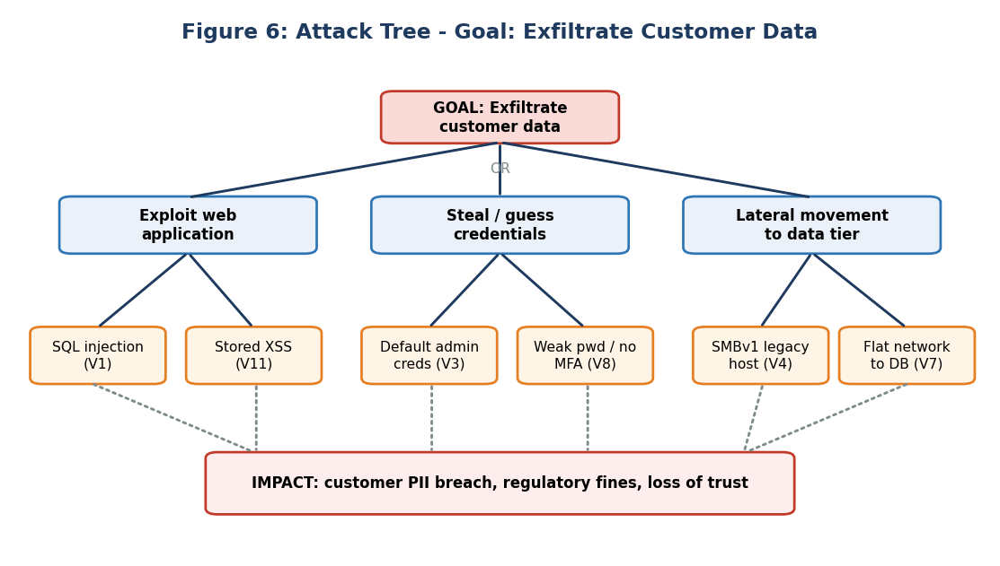 Figure 6: Attack Tree - Goal: Exfiltrate Customer Data
GOAL: Exfiltrate
customer data
OR
Exploit web
application
Steal / guess
credentials
Lateral movement
to data tier
SQL injection
(V1)
Stored XSS
(V11)
Default admin
creds (V3)
Weak pwd / no
MFA (V8)
SMBv1 legacy
host (V4)
Flat network
to DB (V7)
IMPACT: customer PII breach, regulatory fines, loss of trust